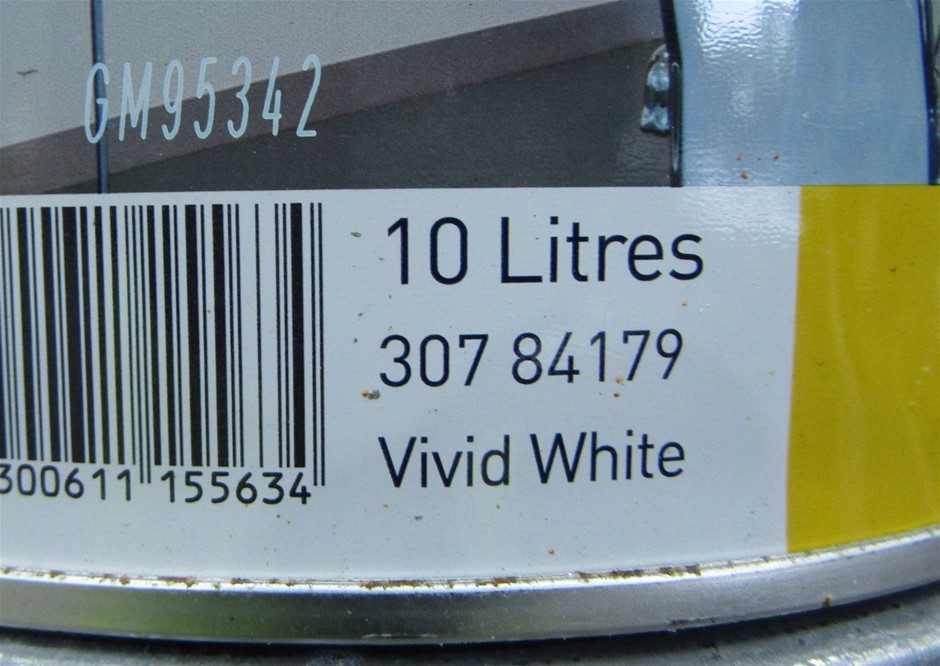 GM95342
10 Litres
307 84179
Vivid White
300611 155634